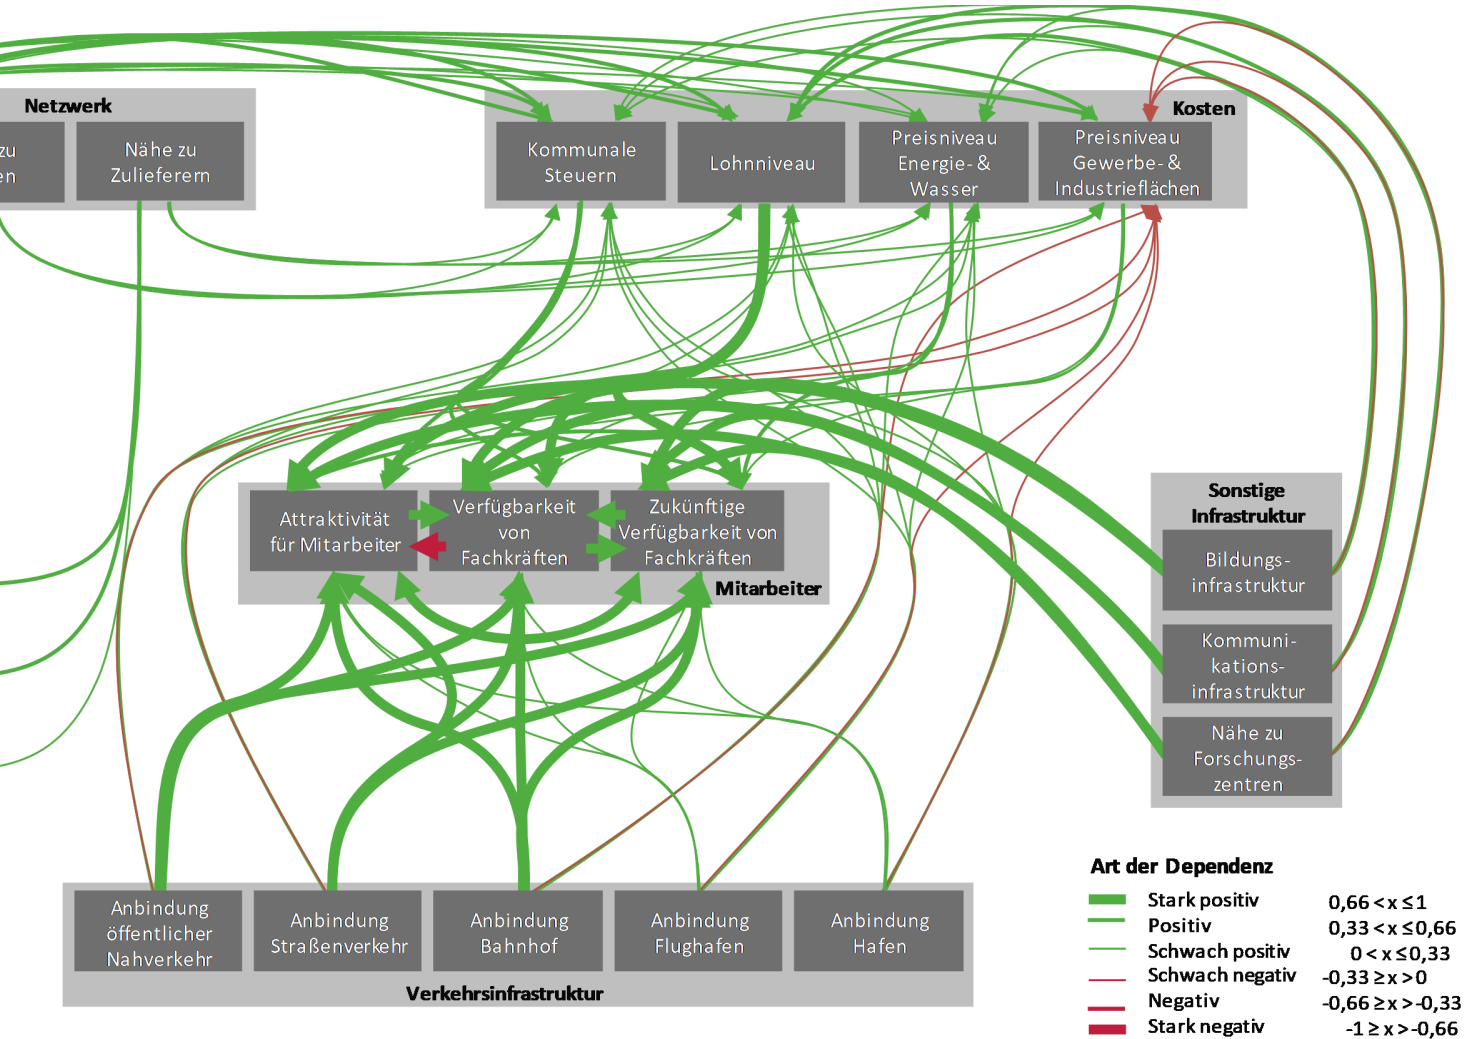 Netzwerk
zu
en
Nähe zu
Zulieferern
Kosten
Kommunale
Steuern
Lohnniveau
Preisniveau
Energie- &
Wasser
Preisniveau
Gewerbe- &
Industrieflächen
Attraktivität
für Mitarbeiter
Verfügbarkeit
von
Fachkräften
Zukünftige
Verfügbarkeit von
Fachkräften
Mitarbeiter
Sonstige
Infrastruktur
Bildungs-
infrastruktur
Kommuni-
kations-
infrastruktur
Nähe zu
Forschungs-
zentren
Anbindung
öffentlicher
Nahverkehr
Anbindung
Straßenverkehr
Anbindung
Bahnhof
Anbindung
Flughafen
Anbindung
Hafen
Verkehrsinfrastruktur
Art der Dependenz
Stark positiv 0,66 < x ≤ 1
Positiv 0,33 < x ≤ 0,66
Schwach positiv 0 < x ≤ 0,33
Schwach negativ -0,33 ≥ x > 0
Negativ -0,66 ≥ x > -0,33
Stark negativ -1 ≥ x > -0,66